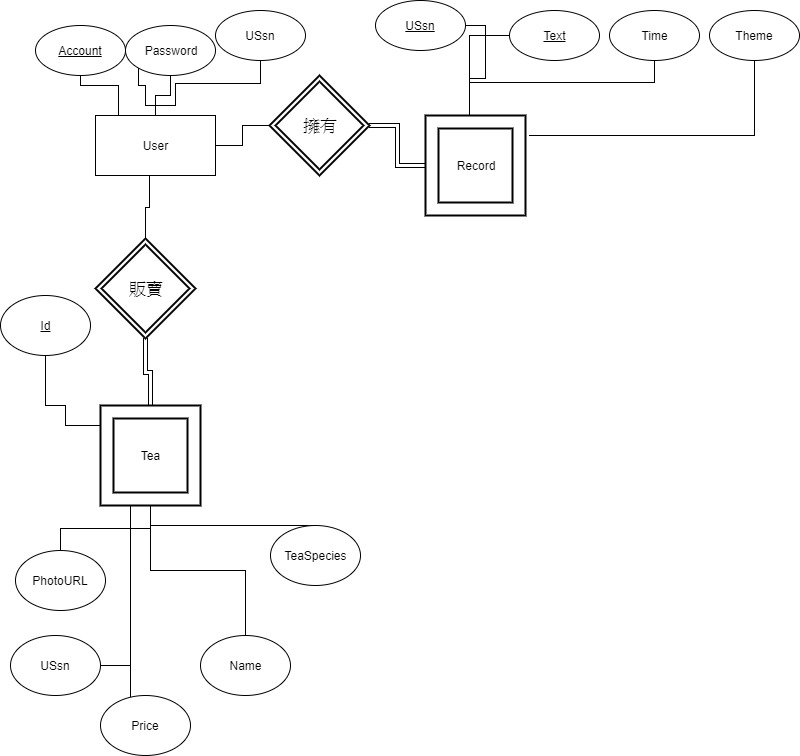 USsn
Account
Password
USsn
Text
Time
Theme
User
擁有
Record
販賣
Id
Tea
PhotoURL
TeaSpecies
USsn
Name
Price